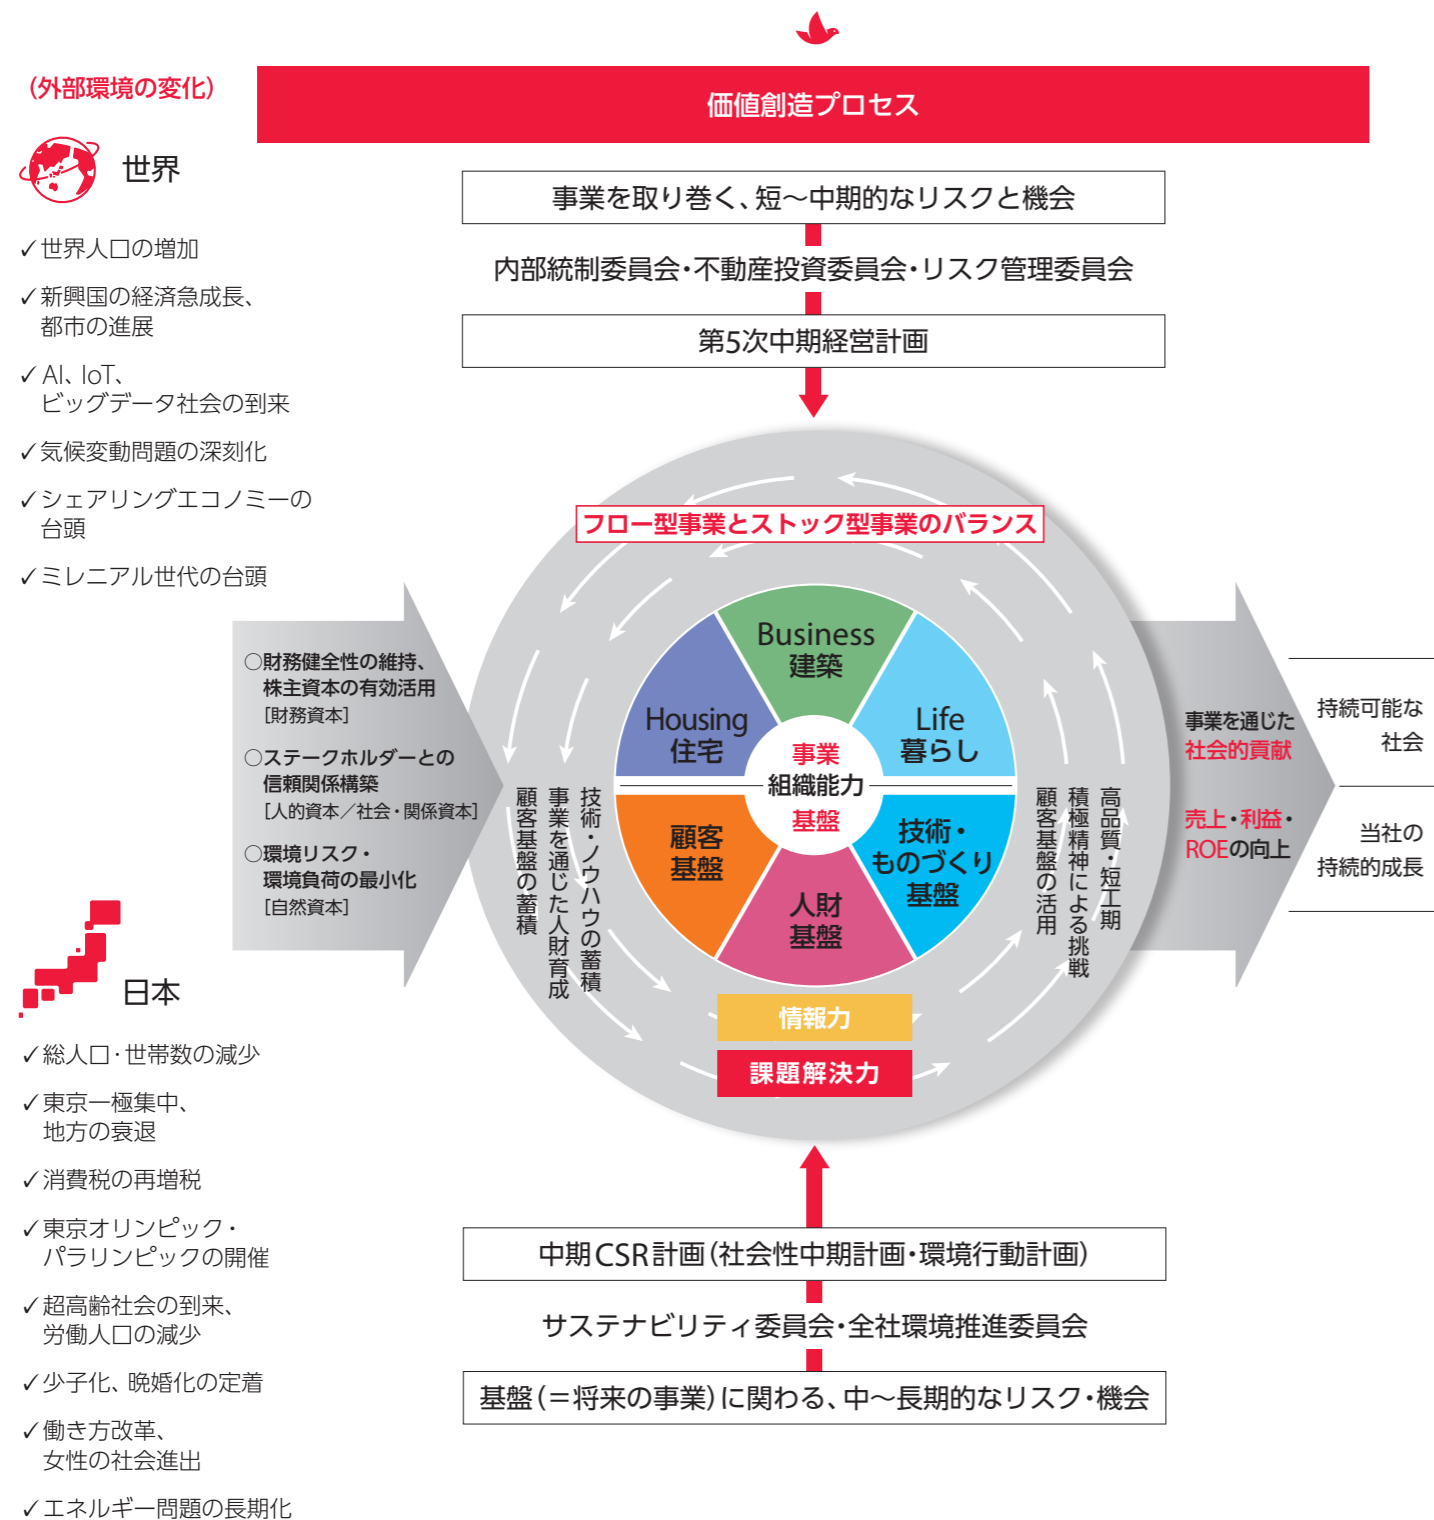 （外部環境の変化）
価値創造プロセス
世界
✓世界人口の増加
✓新興国の経済急成長、
都市の進展
✓AI、IoT、
ビッグデータ社会の到来
✓気候変動問題の深刻化
✓シェアリングエコノミーの
台頭
✓ミレニアル世代の台頭
日本
✓総人口・世帯数の減少
✓東京一極集中、
地方の衰退
✓消費税の再増税
✓東京オリンピック・
パラリンピックの開催
✓超高齢社会の到来、
労働人口の減少
✓少子化、晩婚化の定着
✓働き方改革、
女性の社会進出
✓エネルギー問題の長期化
事業を取り巻く、短〜中期的なリスクと機会
内部統制委員会・不動産投資委員会・リスク管理委員会
第5次中期経営計画
○財務健全性の維持、
株主資本の有効活用
［財務資本］
○ステークホルダーとの
信頼関係構築
［人的資本／社会・関係資本］
○環境リスク・
環境負荷の最小化
［自然資本］
フロー型事業とストック型事業のバランス
Business
建築
Housing
住宅
Life
暮らし
事業
組織能力
基盤
顧客
基盤
人財
基盤
技術・
ものづくり
基盤
技術・ノウハウの蓄積
事業を通じた人財育成
顧客基盤の蓄積
高品質・短工期
積極精神による挑戦
顧客基盤の活用
情報力
課題解決力
事業を通じた
社会的貢献
売上・利益・
ROEの向上
持続可能な
社会
当社の
持続的成長
中期CSR計画（社会性中期計画・環境行動計画）
サステナビリティ委員会・全社環境推進委員会
基盤（＝将来の事業）に関わる、中〜長期的なリスク・機会